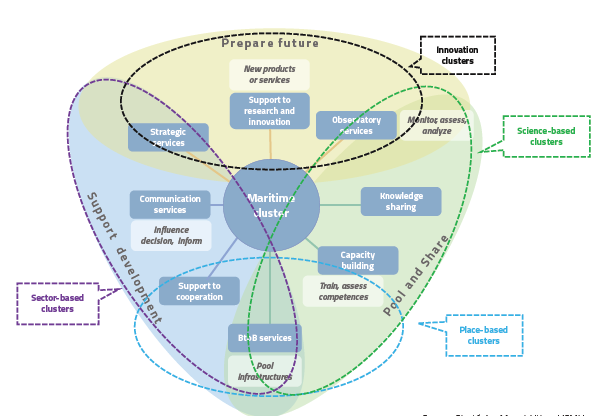 Prepare future
Innovation
clusters
New products
or services
Support to
research and
innovation
Observatory
services
Monitor, assess,
analyze
Strategic
services
Science-based
clusters
Maritime
cluster
Communication
services
Knowledge
sharing
Influence
decision, inform
Support development
Pool and Share
Capacity
building
Train, assess
competences
Support to
cooperation
Sector-based
clusters
Place-based
clusters
BtoB services
Pool
infrastructures